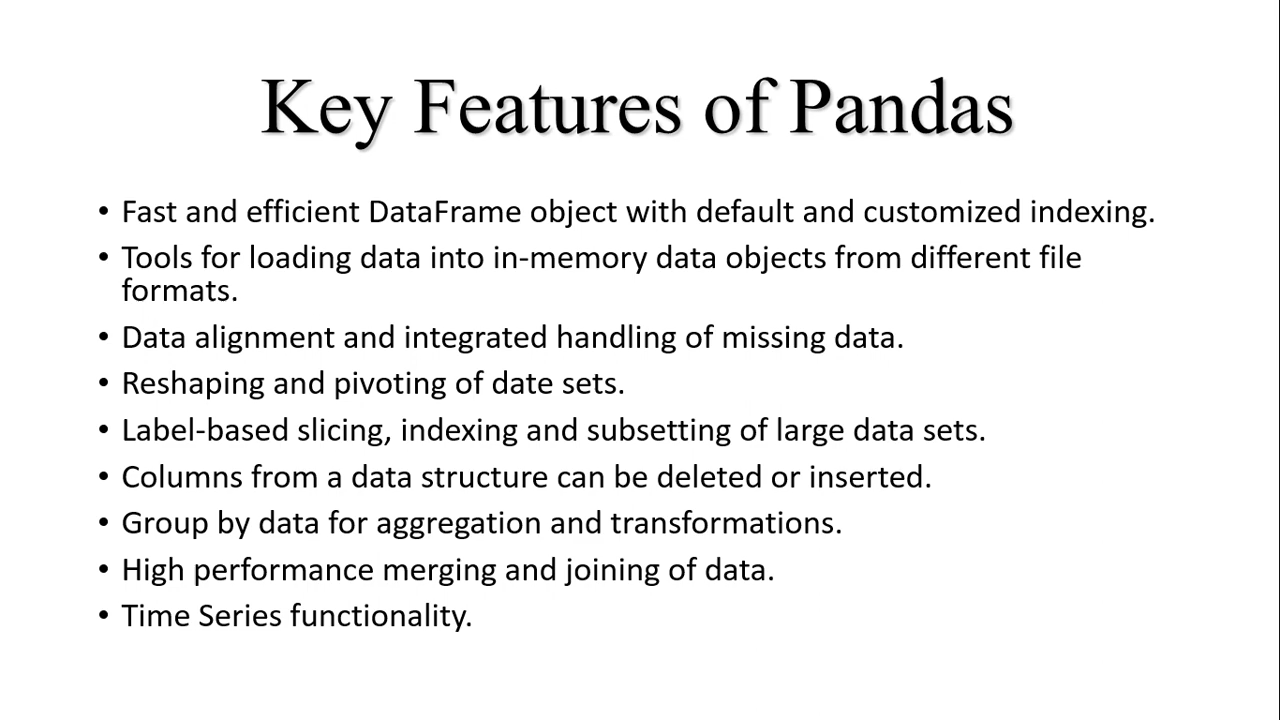 Key Features of Pandas
• Fast and efficient DataFrame object with default and customized indexing.
• Tools for loading data into in-memory data objects from different file
formats.
• Data alignment and integrated handling of missing data.
• Reshaping and pivoting of date sets.
• Label-based slicing, indexing and subsetting of large data sets.
• Columns from a data structure can be deleted or inserted.
• Group by data for aggregation and transformations.
• High performance merging and joining of data.
• Time Series functionality.